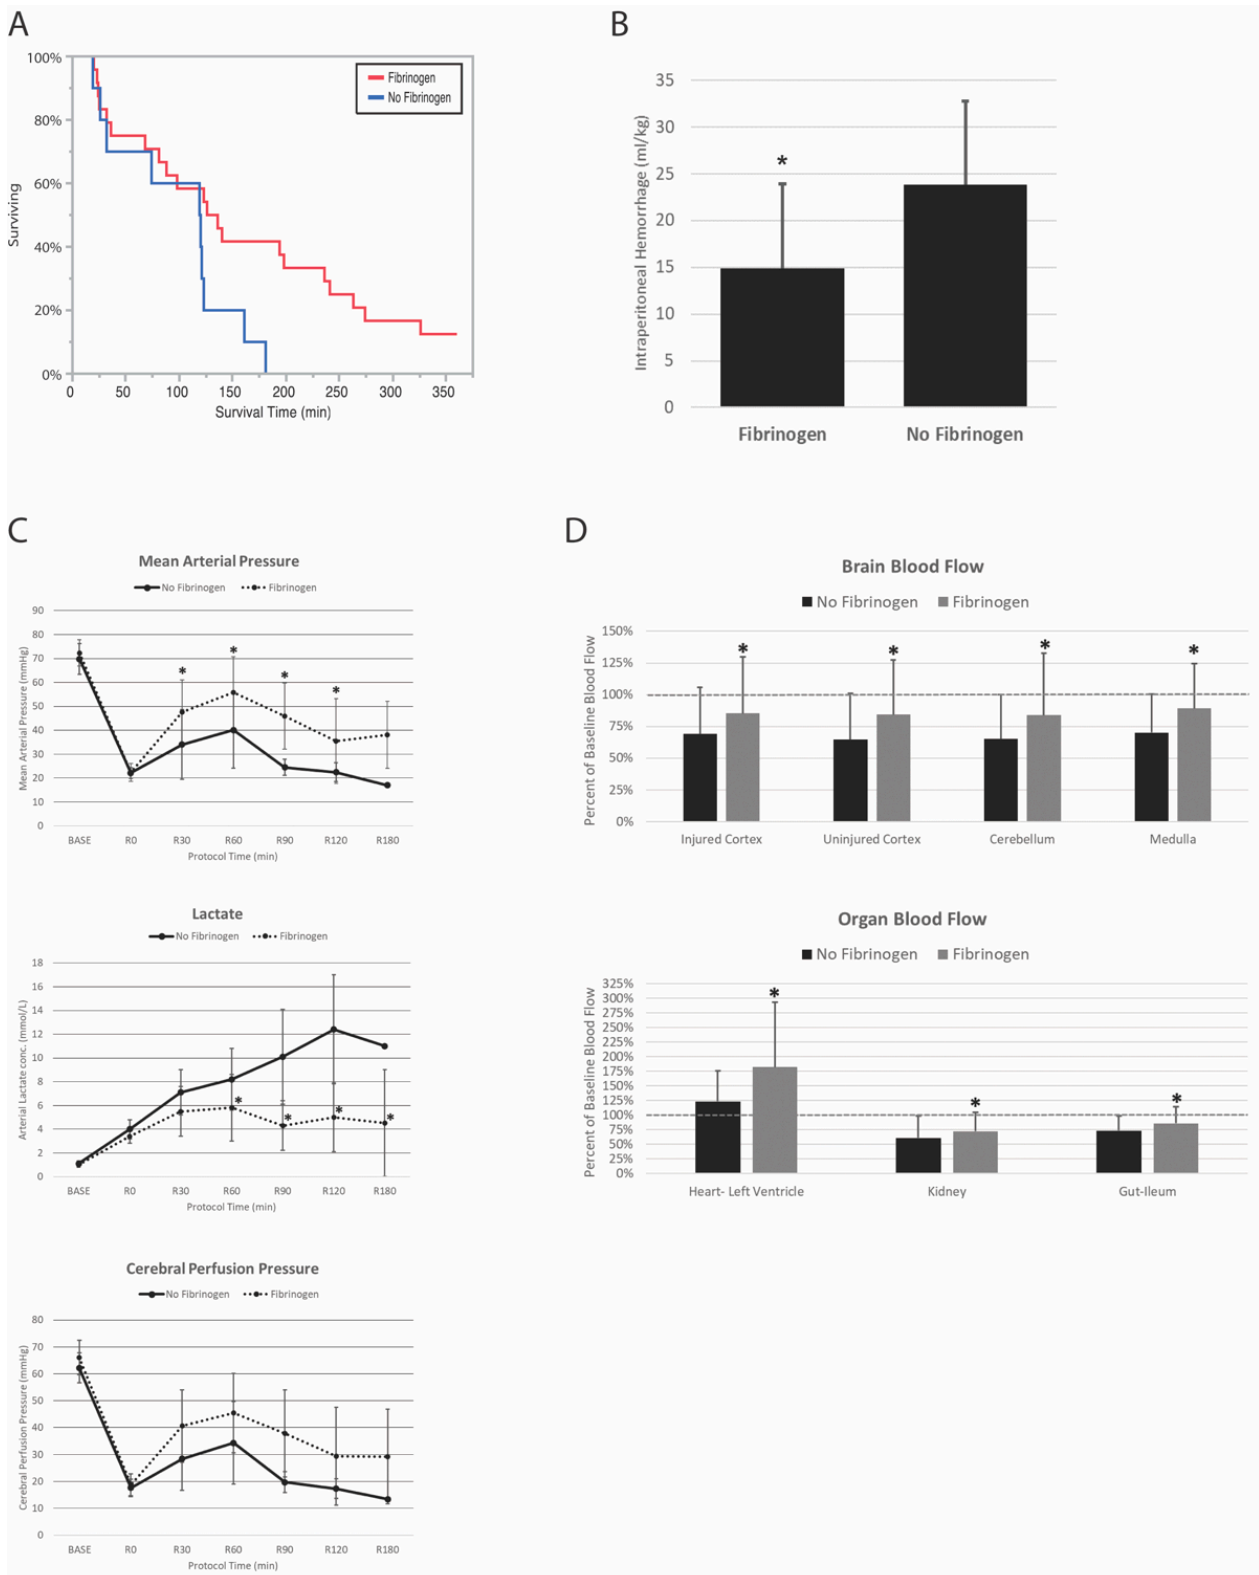 A
100%
80%
60%
40%
20%
0%
Surviving
Fibrinogen
No Fibrinogen
0 50 100 150 200 250 300 350
Survival Time (min)
B
35
30
25
20
15
10
5
0
Intraperitoneal Hemorrhage (ml/kg)
*
Fibrinogen No Fibrinogen
C
Mean Arterial Pressure
No Fibrinogen Fibrinogen
90
80
70
60
50
40
30
20
10
0
Mean Arterial Pressure (mmHg)
* * * *
BASE R0 R30 R60 R90 R120 R180
Protocol Time (min)
Lactate
No Fibrinogen Fibrinogen
18
16
14
12
10
8
6
4
2
0
Arterial Lactate conc. (mmol/L)
* * * *
BASE R0 R30 R60 R90 R120 R180
Protocol Time (min)
Cerebral Perfusion Pressure
No Fibrinogen Fibrinogen
80
70
60
50
40
30
20
10
0
Cerebral Perfusion Pressure (mmHg)
BASE R0 R30 R60 R90 R120 R180
Protocol Time (min)
D
Brain Blood Flow
No Fibrinogen Fibrinogen
150%
125%
100%
75%
50%
25%
0%
Percent of Baseline Blood Flow
* * * *
Injured Cortex Uninjured Cortex Cerebellum Medulla
Organ Blood Flow
No Fibrinogen Fibrinogen
325%
300%
275%
250%
225%
200%
175%
150%
125%
100%
75%
50%
25%
0%
Percent of Baseline Blood Flow
* * *
Heart- Left Ventricle Kidney Gut-Ileum